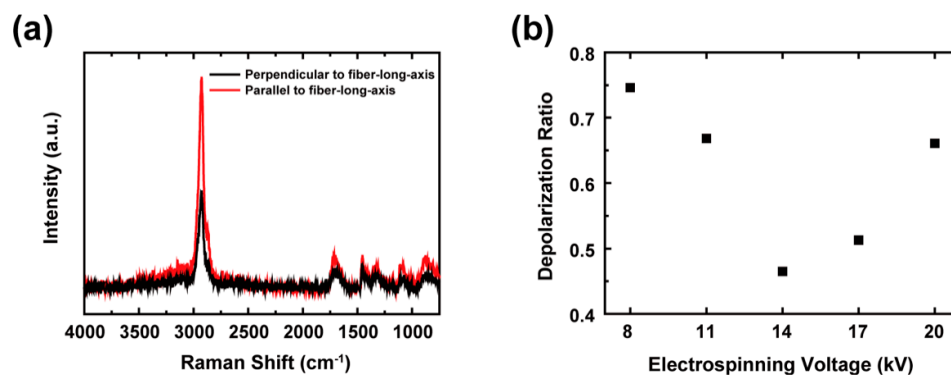 (a)
Intensity (a.u.)
Perpendicular to fiber-long-axis
Parallel to fiber-long-axis
4000 3500 3000 2500 2000 1500 1000
Raman Shift (cm⁻¹)
(b)
Depolarization Ratio
0.8
0.7
0.6
0.5
0.4
8 11 14 17 20
Electrospinning Voltage (kV)